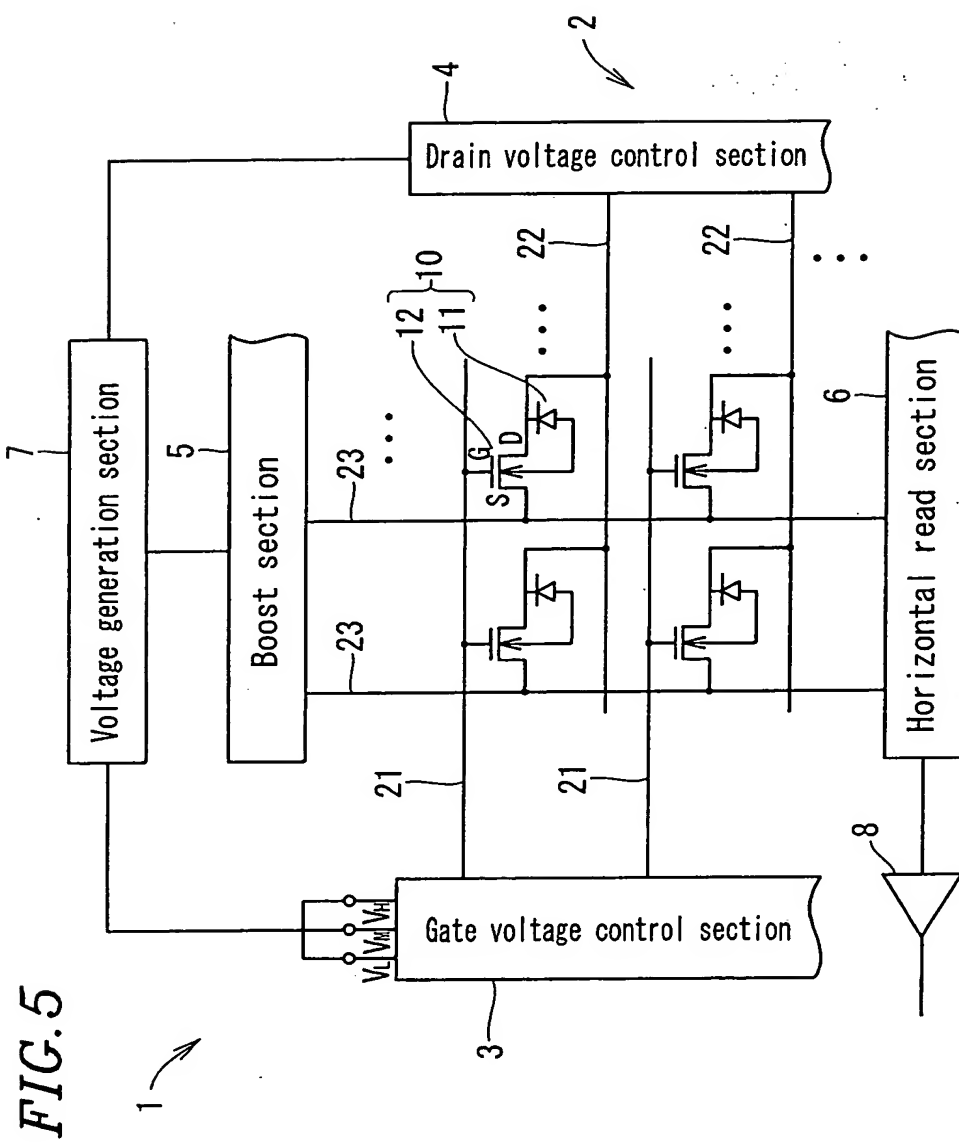 FIG.5
1
2
7
Voltage generation section
5
Boost section
4
Drain voltage control section
VL VM VH
Gate voltage control section
3
23
23
21
21
22
22
10
12
11
G
S
D
...
...
...
...
6
Horizontal read section
8